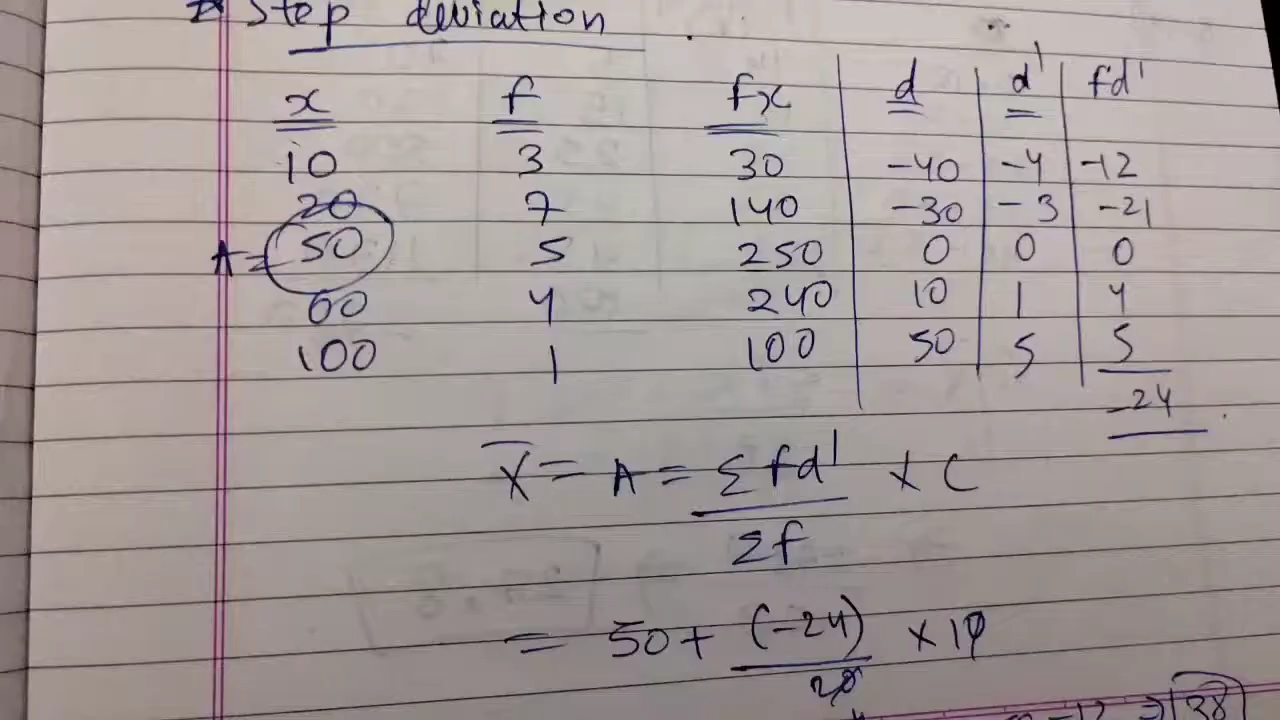 Step deviation
x f fx d d' fd'
10 3 30 -40 -4 -12
20 7 140 -30 -3 -21
A= 50 5 250 0 0 0
60 4 240 10 1 4
100 1 100 50 5 5
-24
X̄ = A = Σfd' × C
Σf
= 50 + (-24) × 10
20
-12 ⇒ 38